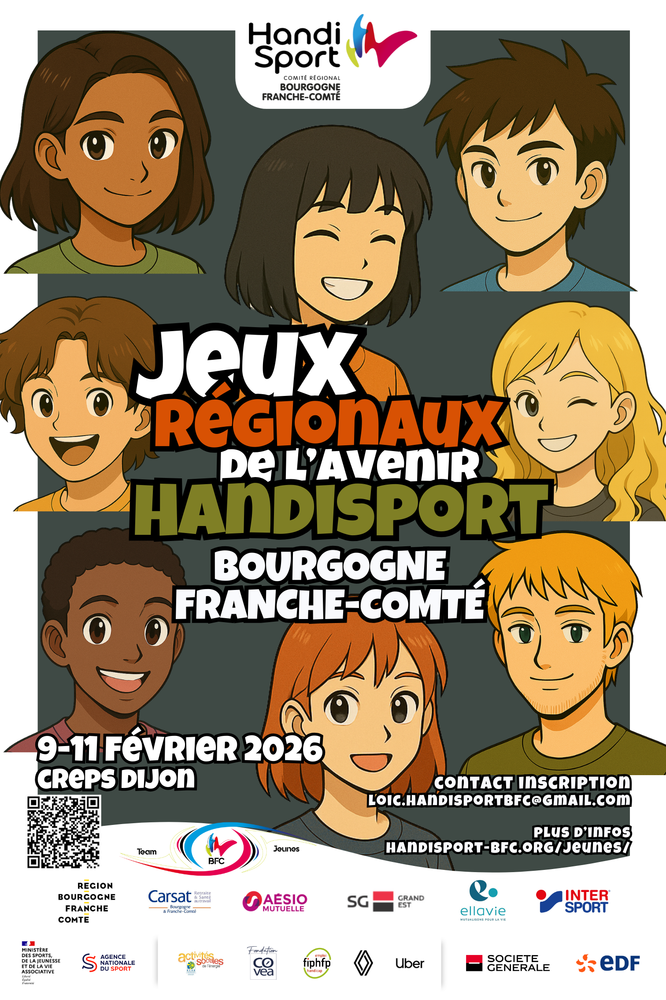 Handi
Sport
COMITÉ RÉGIONAL
BOURGOGNE
FRANCHE-COMTÉ
Jeux
RÉGIONAUX
DE L'AVENIR
HANDISPORT
BOURGOGNE
FRANCHE-COMTÉ
9-11 FÉVRIER 2026
CREPS DIJON
CONTACT INSCRIPTION
LOIC.HANDISPORTBFC@GMAIL.COM
PLUS D'INFOS
HANDISPORT-BFC.ORG/JEUNES/
Team
BFC
Jeunes
REGION
BOURGOGNE
FRANCHE
COMTE
Carsat
Retraite
& Santé
au travail
Bourgogne
& Franche-Comté
AÉSIO
MUTUELLE
SG
GRAND
EST
ellavie
MUTUALISONS POUR LA VIE
INTER
SPORT
MINISTÈRE
DES SPORTS,
DE LA JEUNESSE
ET DE LA VIE
ASSOCIATIVE
Liberté
Égalité
Fraternité
AGENCE
NATIONALE
DU SPORT
activités
sociales
de l'énergie
Fondation
COVEA
emploi
fiphfp
handicap
Uber
SOCIETE
GENERALE
eDF